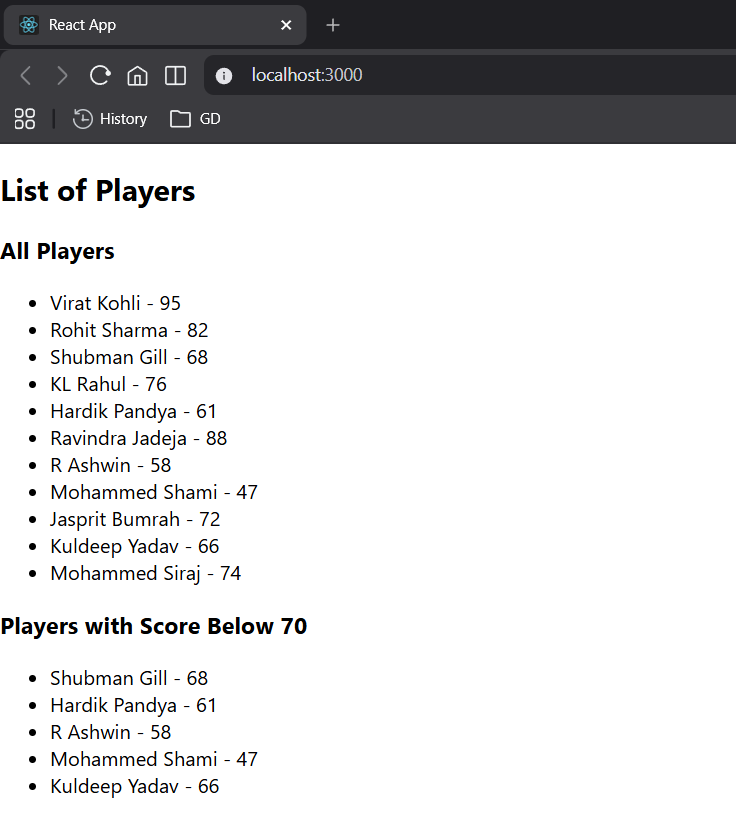 React App
localhost:3000
History
GD
List of Players
All Players
Virat Kohli - 95
Rohit Sharma - 82
Shubman Gill - 68
KL Rahul - 76
Hardik Pandya - 61
Ravindra Jadeja - 88
R Ashwin - 58
Mohammed Shami - 47
Jasprit Bumrah - 72
Kuldeep Yadav - 66
Mohammed Siraj - 74
Players with Score Below 70
Shubman Gill - 68
Hardik Pandya - 61
R Ashwin - 58
Mohammed Shami - 47
Kuldeep Yadav - 66